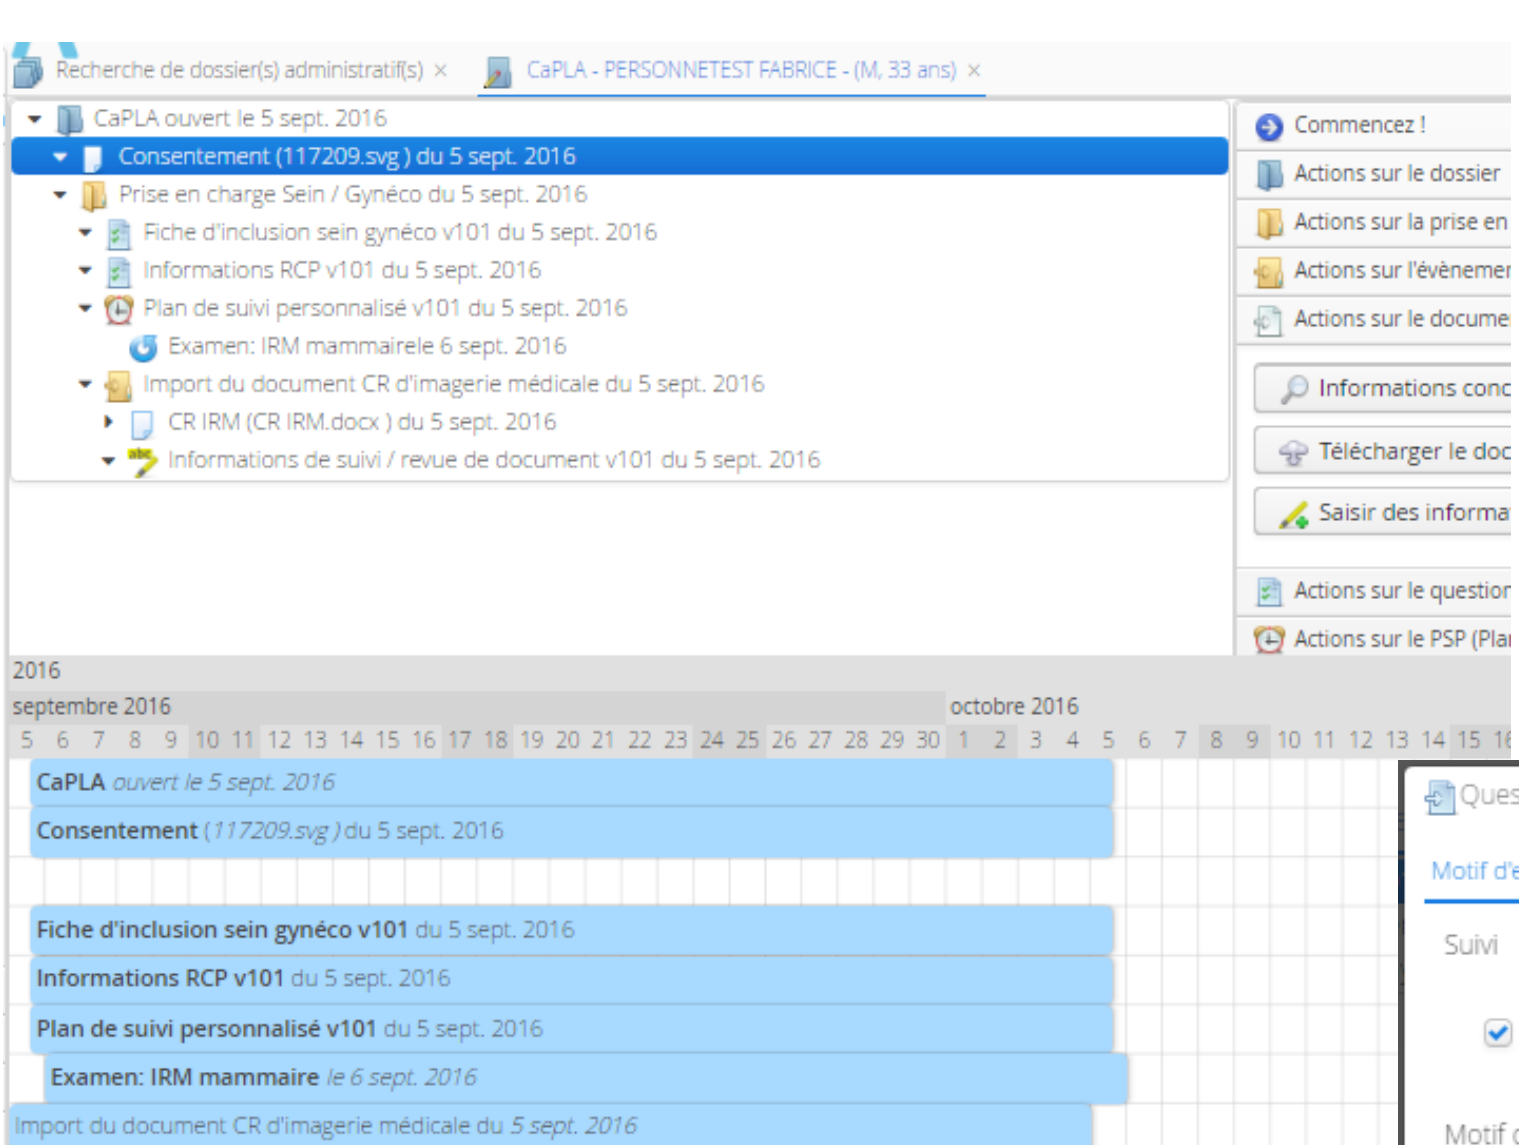 Recherche de dossier(s) administratif(s) ×
CaPLA - PERSONNETEST FABRICE - (M, 33 ans) ×
CaPLA ouvert le 5 sept. 2016
Consentement (117209.svg ) du 5 sept. 2016
Prise en charge Sein / Gynéco du 5 sept. 2016
Fiche d'inclusion sein gynéco v101 du 5 sept. 2016
Informations RCP v101 du 5 sept. 2016
Plan de suivi personnalisé v101 du 5 sept. 2016
Examen: IRM mammairele 6 sept. 2016
Import du document CR d'imagerie médicale du 5 sept. 2016
CR IRM (CR IRM.docx ) du 5 sept. 2016
abc
Informations de suivi / revue de document v101 du 5 sept. 2016
Commencez !
Actions sur le dossier
Actions sur la prise en
Actions sur l'évènemer
Actions sur le docume
Informations conc
Télécharger le doc
Saisir des informa
Actions sur le question
Actions sur le PSP (Pla
2016
septembre 2016 octobre 2016
5 6 7 8 9 10 11 12 13 14 15 16 17 18 19 20 21 22 23 24 25 26 27 28 29 30 1 2 3 4 5 6 7 8 9 10 11 12 13 14 15 16
CaPLA ouvert le 5 sept. 2016
Consentement (117209.svg ) du 5 sept. 2016
Fiche d'inclusion sein gynéco v101 du 5 sept. 2016
Informations RCP v101 du 5 sept. 2016
Plan de suivi personnalisé v101 du 5 sept. 2016
Examen: IRM mammaire le 6 sept. 2016
Import du document CR d'imagerie médicale du 5 sept. 2016
Ques
Motif d'e
Suivi
Motif d